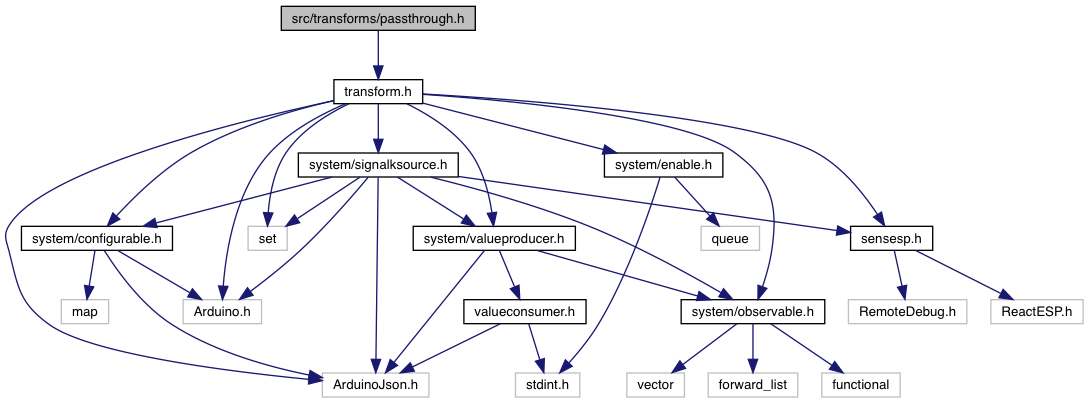 src/transforms/passthrough.h
transform.h
system/signalksource.h
system/enable.h
system/configurable.h
set
system/valueproducer.h
queue
sensesp.h
map
Arduino.h
valueconsumer.h
system/observable.h
RemoteDebug.h
ReactESP.h
ArduinoJson.h
stdint.h
vector
forward_list
functional